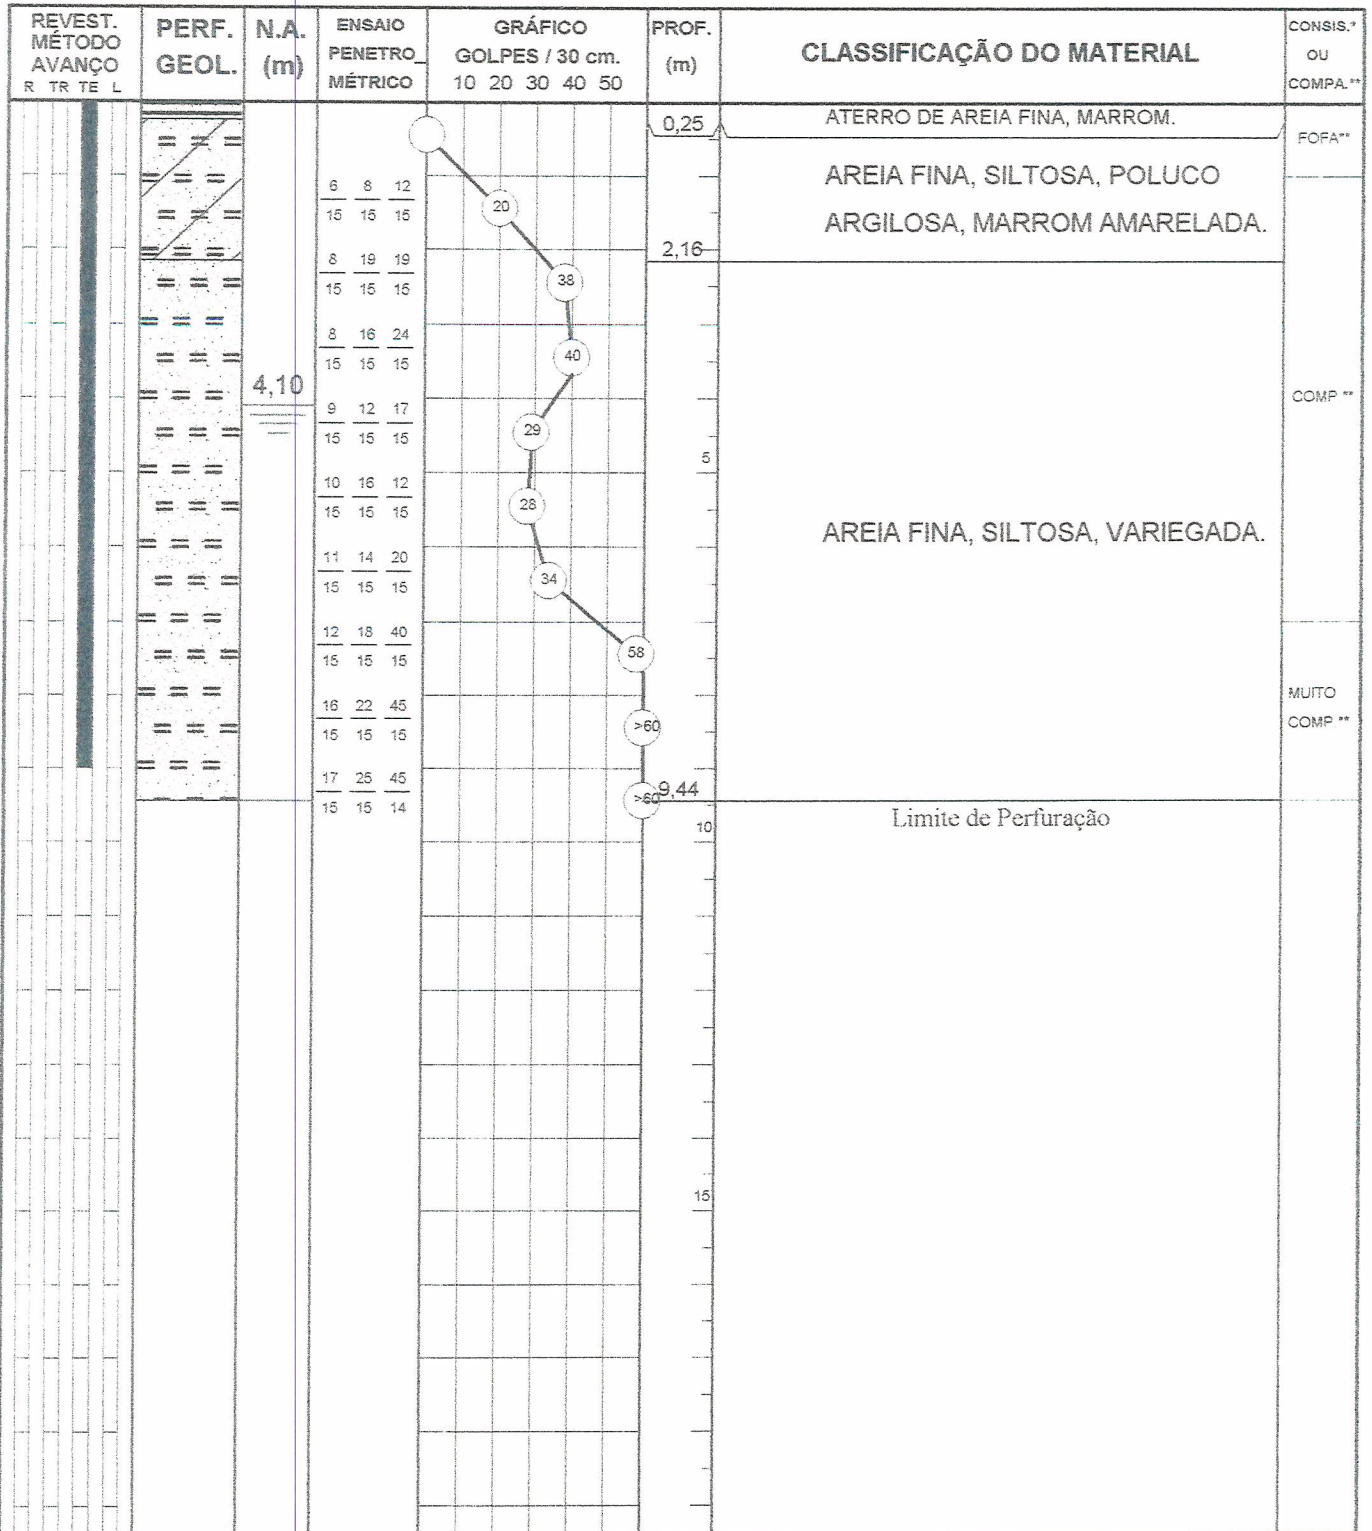 REVEST.
MÉTODO
AVANÇO
R TR TE L
PERF.
GEOL.
N.A.
(m)
ENSAIO
PENETRO_
MÉTRICO
GRÁFICO
GOLPES / 30 cm.
10 20 30 40 50
PROF.
(m)
CLASSIFICAÇÃO DO MATERIAL
CONSIS.*
OU
COMPA.**
0,25
ATERRO DE AREIA FINA, MARROM.
FOFA**
AREIA FINA, SILTOSA, POLUCO
6 8 12
15 15 15
20
ARGILOSA, MARROM AMARELADA.
2,16
8 19 19
15 15 15
38
8 16 24
15 15 15
40
4,10
COMP **
9 12 17
15 15 15
29
5
10 16 12
15 15 15
28
AREIA FINA, SILTOSA, VARIEGADA.
11 14 20
15 15 15
34
12 18 40
15 15 15
58
MUITO
COMP **
16 22 45
15 15 15
>60
17 25 45
15 15 14
>60
9,44
Limite de Perfuração
10
15